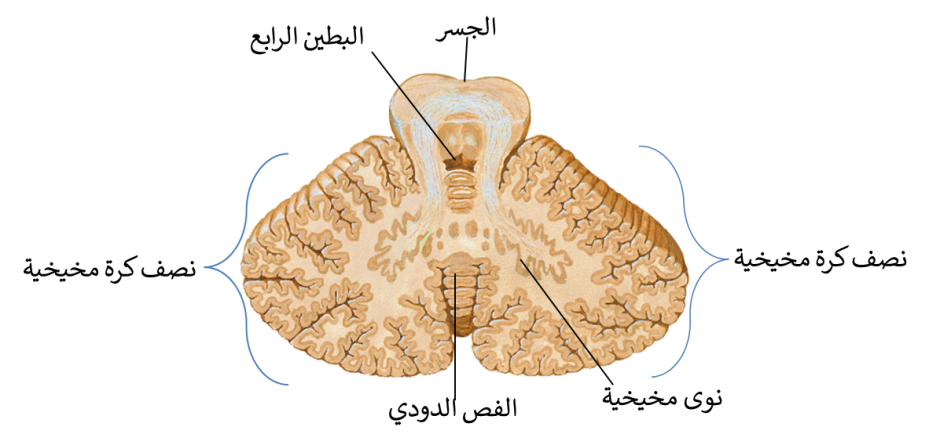 الجسر
البطين الرابع
نصف كرة مخيخية
نصف كرة مخيخية
نوى مخيخية
الفص الدودي